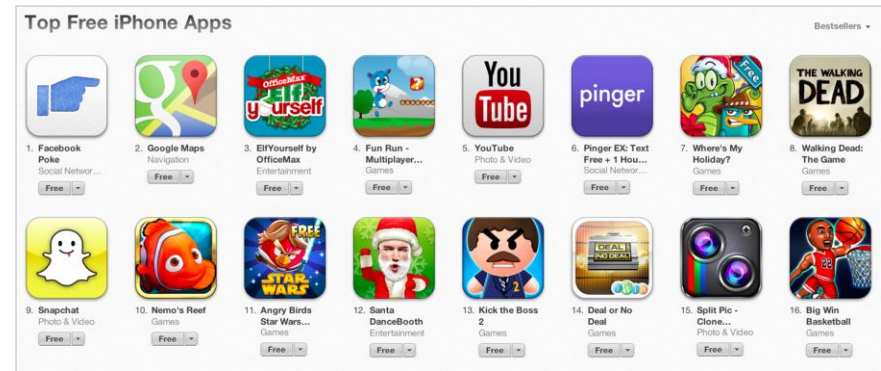 Top Free iPhone Apps
Bestsellers
OfficeMax
Elf
yourself
You
Tube
pinger
Free
THE WALKING
DEAD
1. Facebook
Poke
Social Networ...
Free
2. Google Maps
Navigation
Free
3. ElfYourself by
OfficeMax
Entertainment
Free
4. Fun Run -
Multiplayer...
Games
Free
5. YouTube
Photo & Video
Free
6. Pinger EX: Text
Free + 1 Hou...
Social Networ...
Free
7. Where's My
Holiday?
Games
Free
8. Walking Dead:
The Game
Games
Free
FREE
STAR
WARS
2
DEAL
NO DEAL
9. Snapchat
Photo & Video
Free
10. Nemo's Reef
Games
Free
11. Angry Birds
Star Wars...
Games
Free
12. Santa
DanceBooth
Entertainment
Free
13. Kick the Boss
2
Games
Free
14. Deal or No
Deal
Games
Free
15. Split Pic -
Clone...
Photo & Video
Free
16. Big Win
Basketball
Games
Free